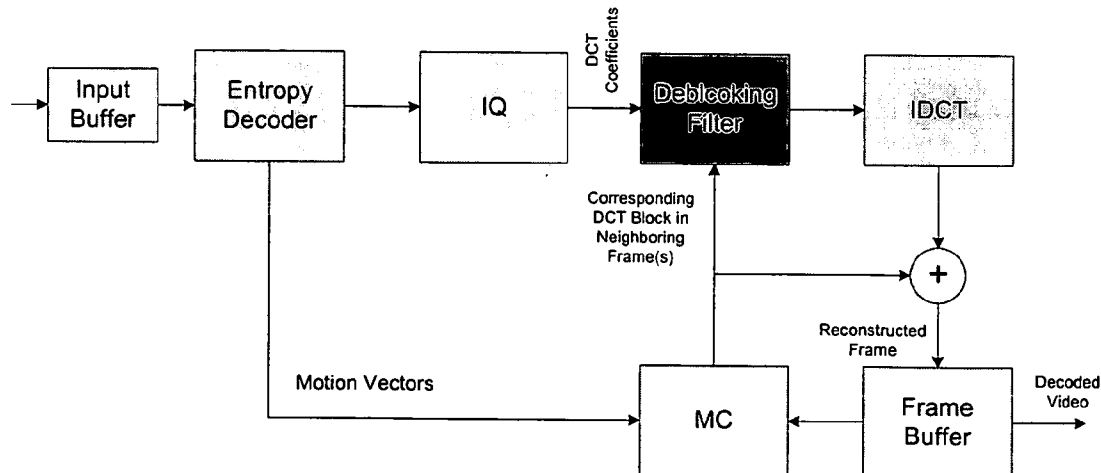 DCT
Coefficients
Input
Buffer
Entropy
Decoder
IQ
Deblcoking
Filter
IDCT
Corresponding
DCT Block in
Neighboring
Frame(s)
+
Reconstructed
Frame
Motion Vectors
MC
Frame
Buffer
Decoded
Video